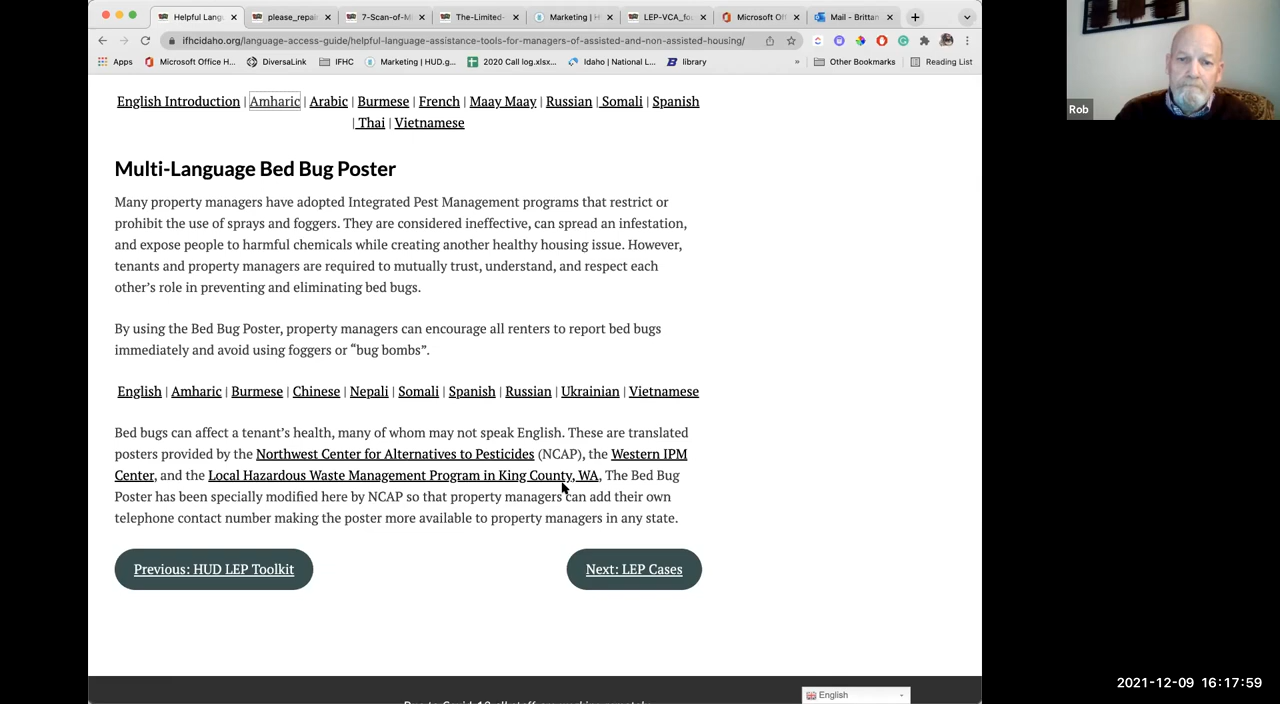 Helpful Lang
please_repai
7-Scan-of-M
The-Limited-
Marketing | H
LEP-VCA_fo
Microsoft Of
Mail - Brittan
ifhcidaho.org/language-access-guide/helpful-language-assistance-tools-for-managers-of-assisted-and-non-assisted-housing/
Apps
Microsoft Office H...
DiversaLink
IFHC
Marketing | HUD.g...
2020 Call log.xlsx...
Idaho | National L...
library
»
Other Bookmarks
Reading List
Rob
English Introduction | Amharic | Arabic | Burmese | French | Maay Maay | Russian | Somali | Spanish
| Thai | Vietnamese
Multi-Language Bed Bug Poster
Many property managers have adopted Integrated Pest Management programs that restrict or
prohibit the use of sprays and foggers. They are considered ineffective, can spread an infestation,
and expose people to harmful chemicals while creating another healthy housing issue. However,
tenants and property managers are required to mutually trust, understand, and respect each
other’s role in preventing and eliminating bed bugs.
By using the Bed Bug Poster, property managers can encourage all renters to report bed bugs
immediately and avoid using foggers or “bug bombs”.
English | Amharic | Burmese | Chinese | Nepali | Somali | Spanish | Russian | Ukrainian | Vietnamese
Bed bugs can affect a tenant’s health, many of whom may not speak English. These are translated
posters provided by the Northwest Center for Alternatives to Pesticides (NCAP), the Western IPM
Center, and the Local Hazardous Waste Management Program in King County, WA, The Bed Bug
Poster has been specially modified here by NCAP so that property managers can add their own
telephone contact number making the poster more available to property managers in any state.
Previous: HUD LEP Toolkit
Next: LEP Cases
English
2021-12-09 16:17:59